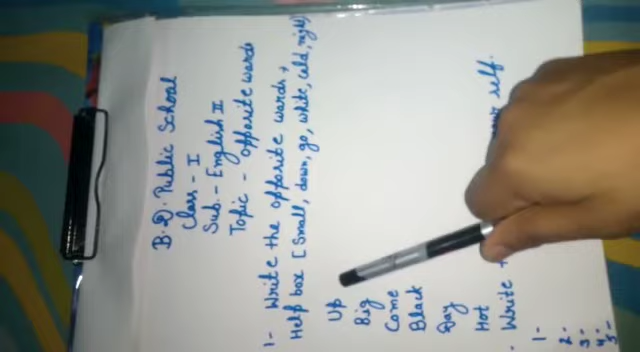 B.D. Public School
Class - I
Sub. - English II
Topic - Opposite words
1- Write the opposite words :
Help box [Small, down, go, white, cold, night]
Up
Big
Come
Black
Day
Hot
Write
self.
1-
2-
3-
4-
5-